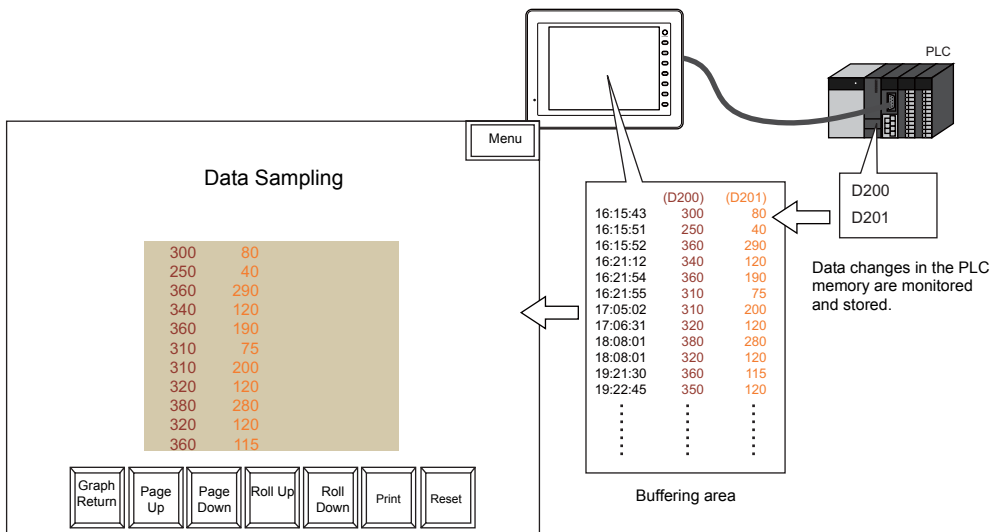 PLC
Menu
Data Sampling
300 80
250 40
360 290
340 120
360 190
310 75
310 200
320 120
380 280
320 120
360 115
Graph Return
Page Up
Page Down
Roll Up
Roll Down
Print
Reset
(D200) (D201)
16:15:43 300 80
16:15:51 250 40
16:15:52 360 290
16:21:12 340 120
16:21:54 360 190
16:21:55 310 75
17:05:02 310 200
17:06:31 320 120
18:08:01 380 280
18:08:01 320 120
19:21:30 360 115
19:22:45 350 120
Buffering area
D200
D201
Data changes in the PLC
memory are monitored
and stored.